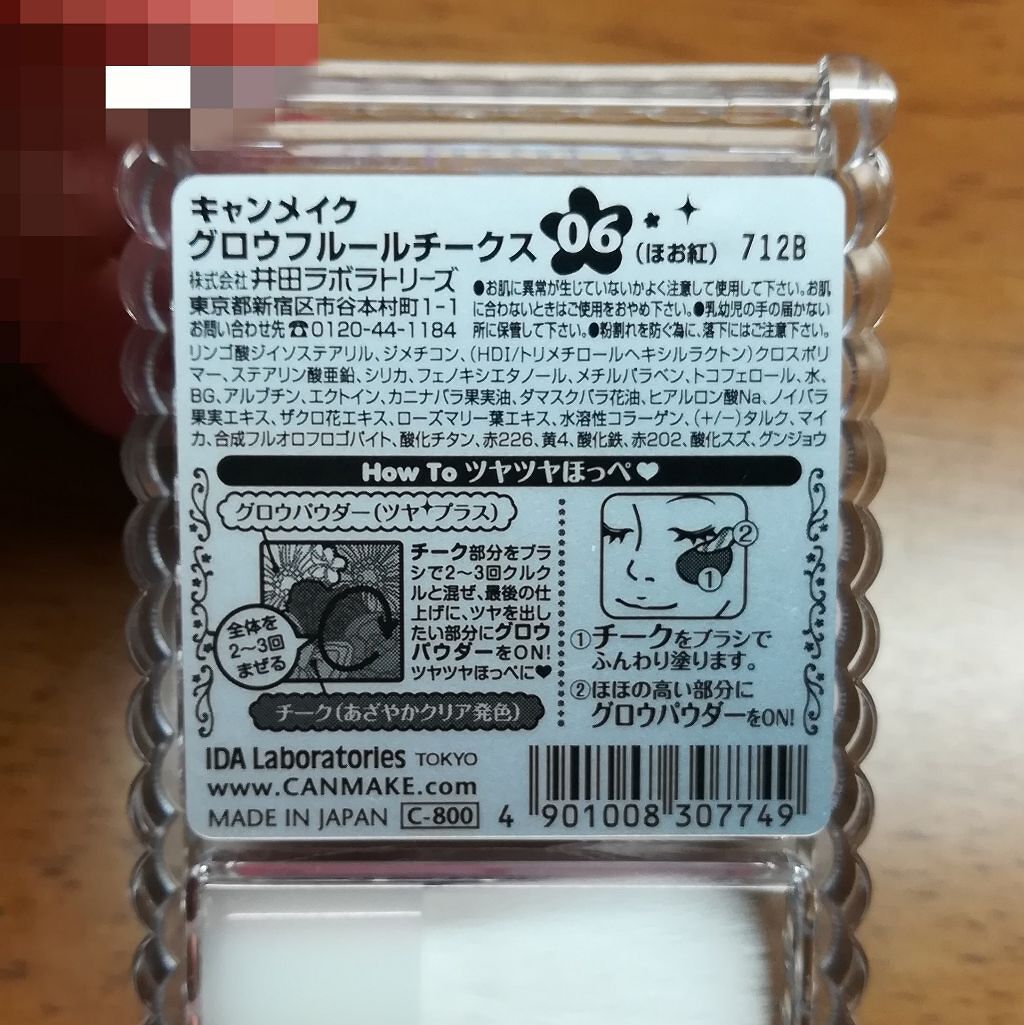 キャンメイク
グロウフルールチークス 06 (ほお紅) 712B
株式会社 井田ラボラトリーズ
東京都新宿区市谷本村町1-1
お問い合わせ先☎0120-44-1184
●お肌に異常が生じていないかよく注意して使用して下さい。お肌
に合わないときはご使用をおやめ下さい。●乳幼児の手の届かない
所に保管して下さい。●粉割れを防ぐ為に、落下にはご注意下さい。
リンゴ酸ジイソステアリル、ジメチコン、(HDI/トリメチロールヘキシルラクトン)クロスポリ
マー、ステアリン酸亜鉛、シリカ、フェノキシエタノール、メチルパラベン、トコフェロール、水、
BG、アルブチン、エクトイン、カニナバラ果実油、ダマスクバラ花油、ヒアルロン酸Na、ノイバラ
果実エキス、ザクロ花エキス、ローズマリー葉エキス、水溶性コラーゲン、(+/-)タルク、マイ
カ、合成フルオロフロゴパイト、酸化チタン、赤226、黄4、酸化鉄、赤202、酸化スズ、グンジョウ
How To ツヤツヤほっぺ♥
グロウパウダー(ツヤ✦プラス)
全体を
2〜3回
まぜる
チーク(あざやかクリア発色)
チーク部分をブラ
シで2〜3回クルク
ルと混ぜ、最後の仕
上げに、ツヤを出し
たい部分にグロウ
パウダーをON!
ツヤツヤほっぺに♥
②
①
①チークをブラシで
ふんわり塗ります。
②ほほの高い部分に
グロウパウダーをON!
IDA Laboratories TOKYO
www.CANMAKE.com
MADE IN JAPAN C-800
4 901008 307749